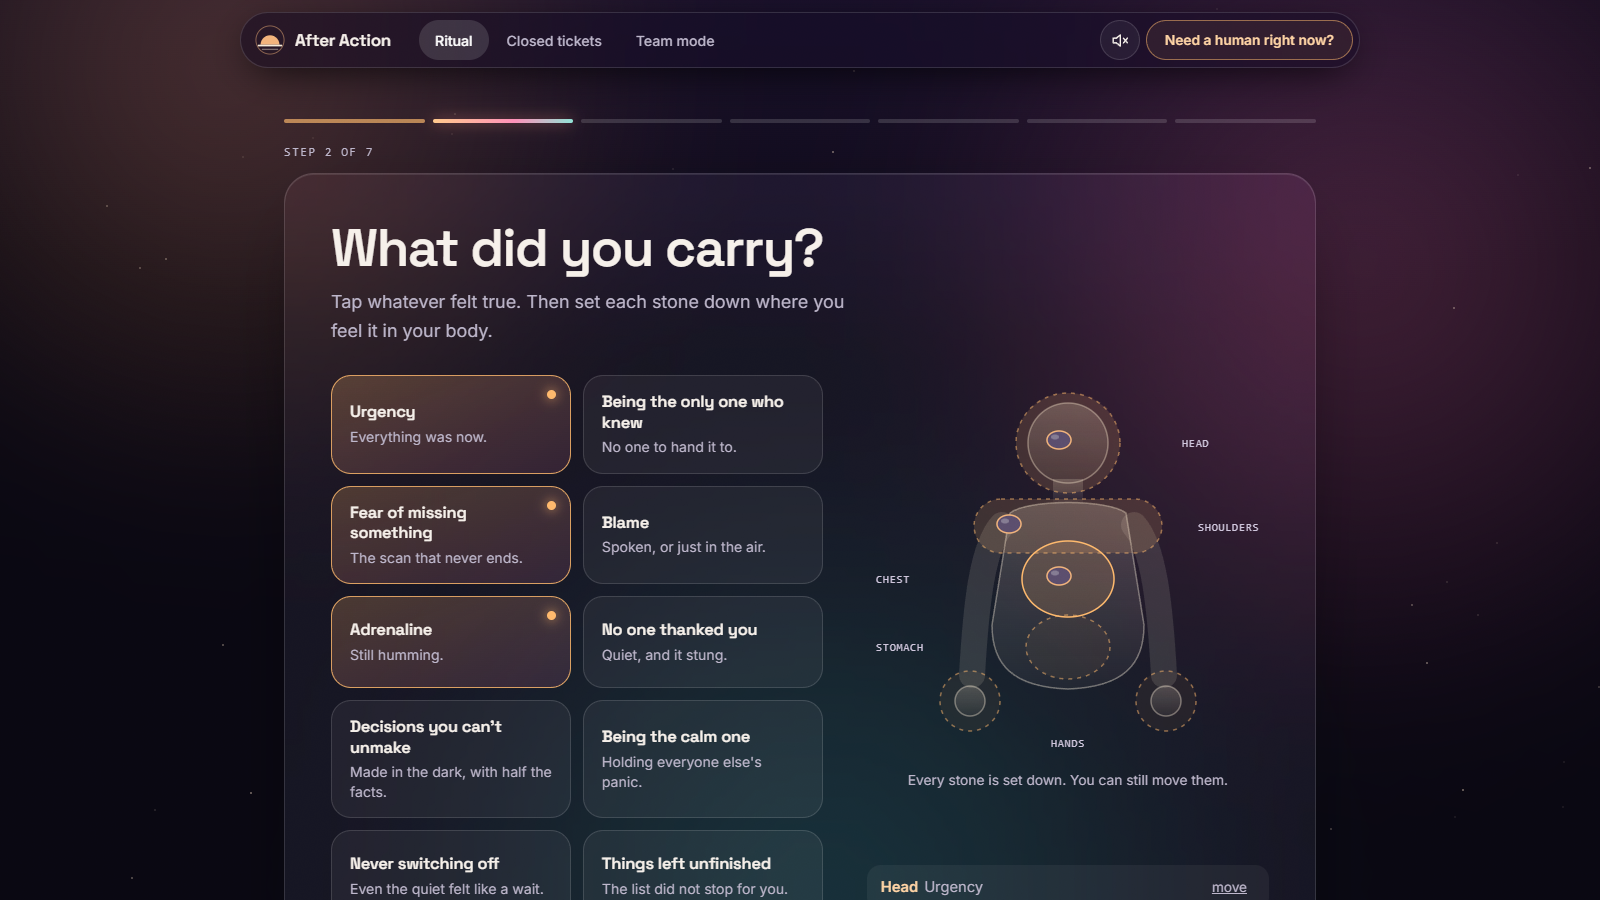 After Action
Ritual
Closed tickets
Team mode
Need a human right now?
STEP 2 OF 7
What did you carry?
Tap whatever felt true. Then set each stone down where you
feel it in your body.
Urgency
Everything was now.
Being the only one who
knew
No one to hand it to.
Fear of missing
something
The scan that never ends.
Blame
Spoken, or just in the air.
Adrenaline
Still humming.
No one thanked you
Quiet, and it stung.
Decisions you can't
unmake
Made in the dark, with half the
facts.
Being the calm one
Holding everyone else's
panic.
Never switching off
Even the quiet felt like a wait.
Things left unfinished
The list did not stop for you.
HEAD
SHOULDERS
CHEST
STOMACH
HANDS
Every stone is set down. You can still move them.
Head Urgency
move